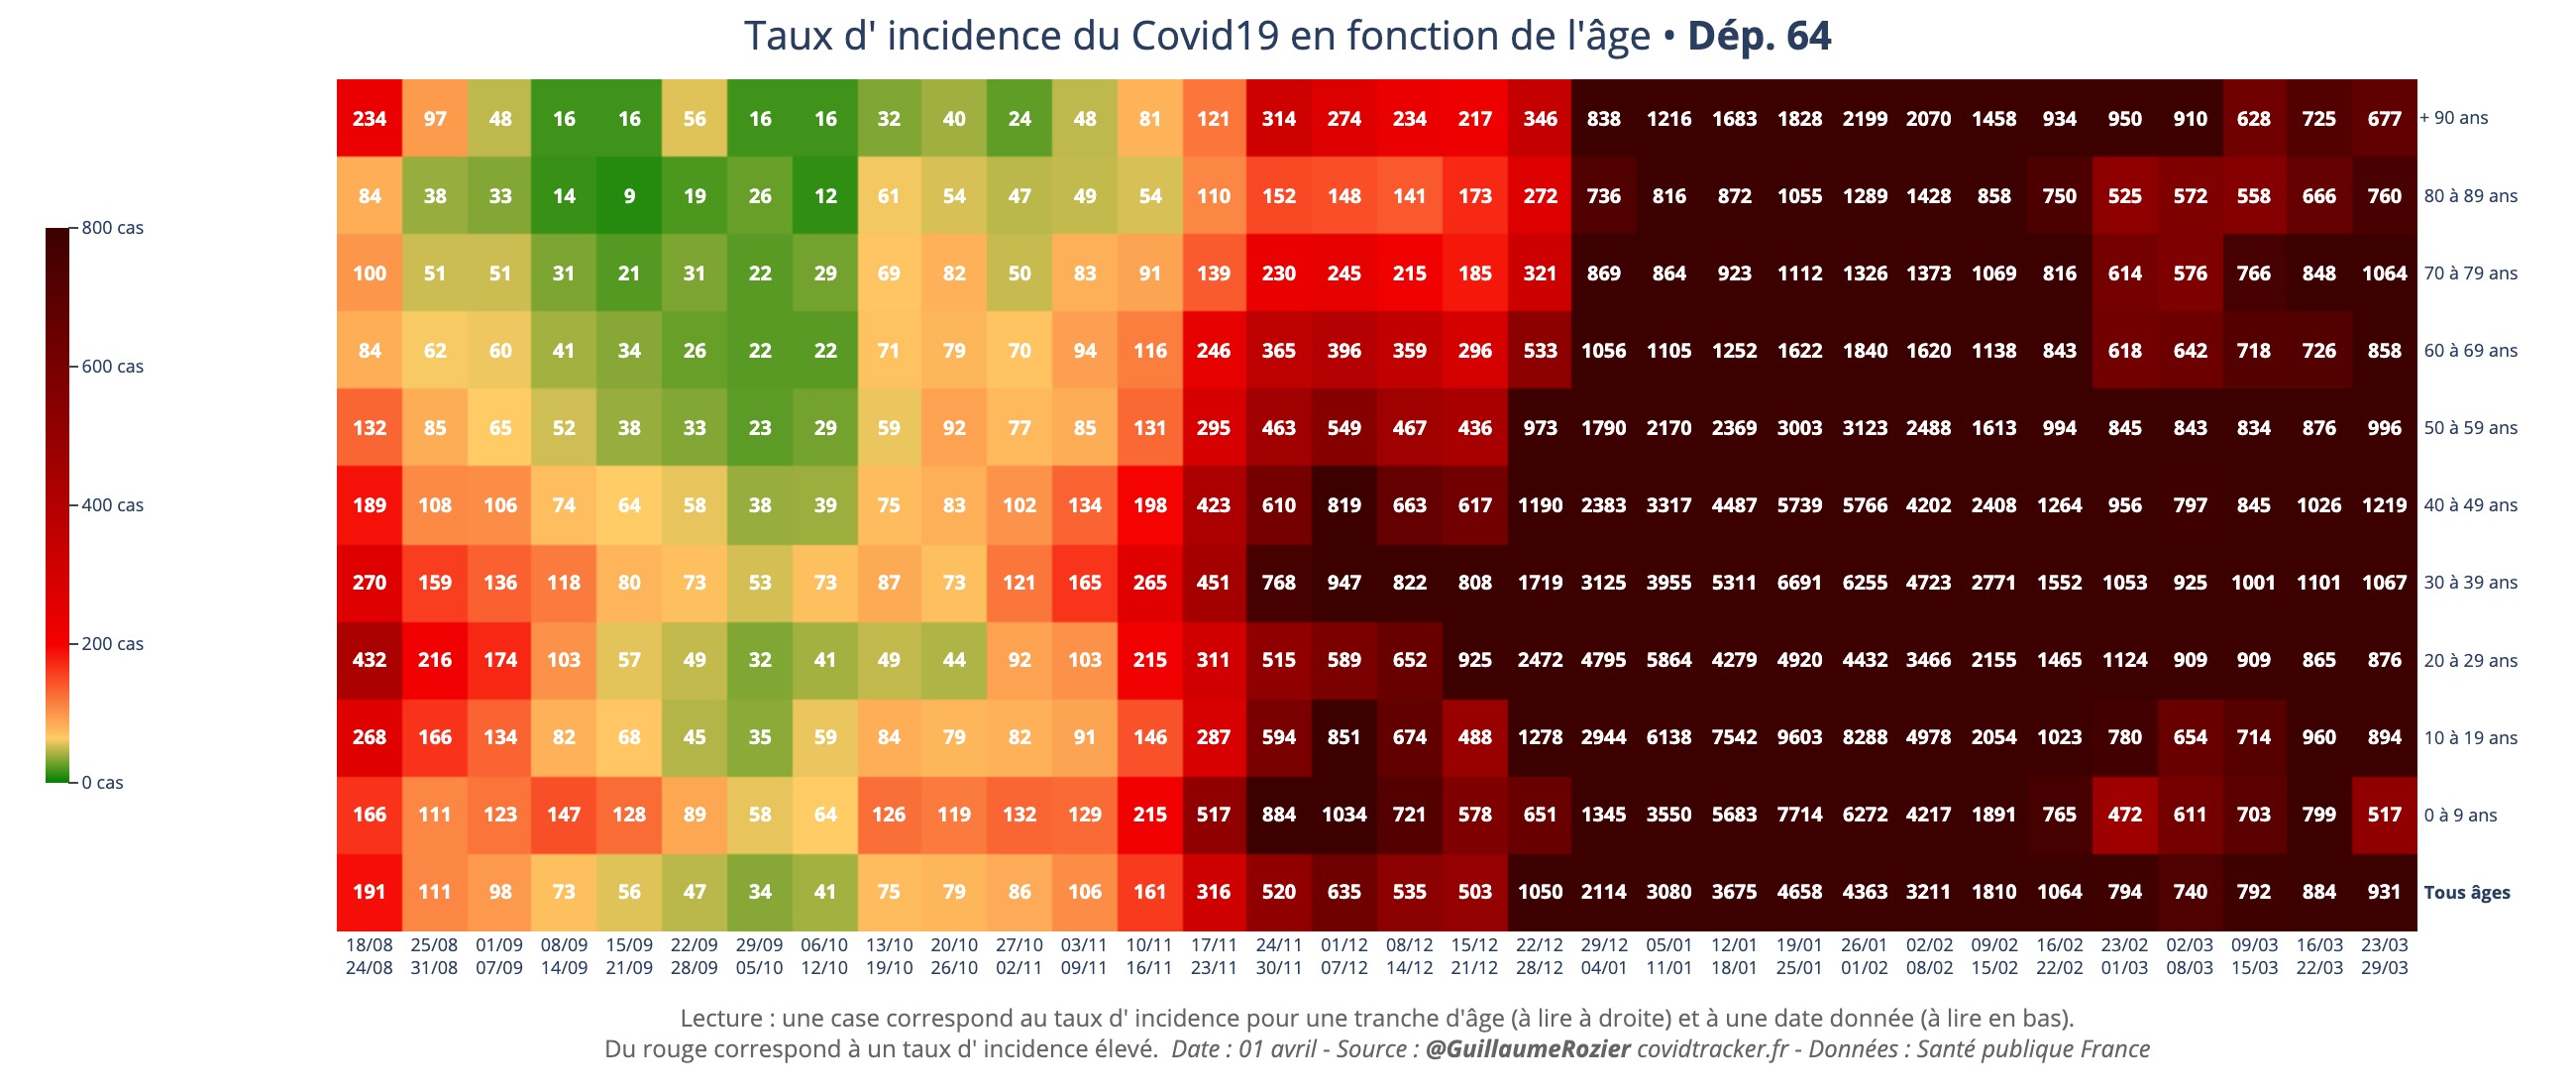 Taux d' incidence du Covid19 en fonction de l'âge • Dép. 64
234 97 48 16 16 56 16 16 32 40 24 48 81 121 314 274 234 217 346 838 1216 1683 1828 2199 2070 1458 934 950 910 628 725 677 + 90 ans
84 38 33 14 9 19 26 12 61 54 47 49 54 110 152 148 141 173 272 736 816 872 1055 1289 1428 858 750 525 572 558 666 760 80 à 89 ans
800 cas
100 51 51 31 21 31 22 29 69 82 50 83 91 139 230 245 215 185 321 869 864 923 1112 1326 1373 1069 816 614 576 766 848 1064 70 à 79 ans
84 62 60 41 34 26 22 22 71 79 70 94 116 246 365 396 359 296 533 1056 1105 1252 1622 1840 1620 1138 843 618 642 718 726 858 60 à 69 ans
600 cas
132 85 65 52 38 33 23 29 59 92 77 85 131 295 463 549 467 436 973 1790 2170 2369 3003 3123 2488 1613 994 845 843 834 876 996 50 à 59 ans
400 cas
189 108 106 74 64 58 38 39 75 83 102 134 198 423 610 819 663 617 1190 2383 3317 4487 5739 5766 4202 2408 1264 956 797 845 1026 1219 40 à 49 ans
270 159 136 118 80 73 53 73 87 73 121 165 265 451 768 947 822 808 1719 3125 3955 5311 6691 6255 4723 2771 1552 1053 925 1001 1101 1067 30 à 39 ans
200 cas
432 216 174 103 57 49 32 41 49 44 92 103 215 311 515 589 652 925 2472 4795 5864 4279 4920 4432 3466 2155 1465 1124 909 909 865 876 20 à 29 ans
268 166 134 82 68 45 35 59 84 79 82 91 146 287 594 851 674 488 1278 2944 6138 7542 9603 8288 4978 2054 1023 780 654 714 960 894 10 à 19 ans
0 cas
166 111 123 147 128 89 58 64 126 119 132 129 215 517 884 1034 721 578 651 1345 3550 5683 7714 6272 4217 1891 765 472 611 703 799 517 0 à 9 ans
191 111 98 73 56 47 34 41 75 79 86 106 161 316 520 635 535 503 1050 2114 3080 3675 4658 4363 3211 1810 1064 794 740 792 884 931 Tous âges
18/08 25/08 01/09 08/09 15/09 22/09 29/09 06/10 13/10 20/10 27/10 03/11 10/11 17/11 24/11 01/12 08/12 15/12 22/12 29/12 05/01 12/01 19/01 26/01 02/02 09/02 16/02 23/02 02/03 09/03 16/03 23/03
24/08 31/08 07/09 14/09 21/09 28/09 05/10 12/10 19/10 26/10 02/11 09/11 16/11 23/11 30/11 07/12 14/12 21/12 28/12 04/01 11/01 18/01 25/01 01/02 08/02 15/02 22/02 01/03 08/03 15/03 22/03 29/03
Lecture : une case correspond au taux d' incidence pour une tranche d'âge (à lire à droite) et à une date donnée (à lire en bas).
Du rouge correspond à un taux d' incidence élevé. Date : 01 avril - Source : @GuillaumeRozier covidtracker.fr - Données : Santé publique France